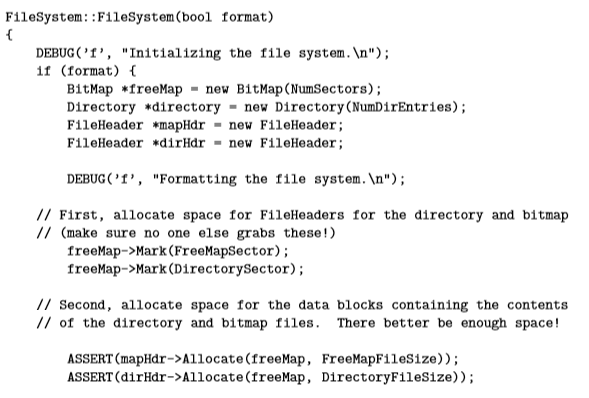 FileSystem::FileSystem(bool format)
{
DEBUG('f', "Initializing the file system.\n");
if (format) {
BitMap *freeMap = new BitMap(NumSectors);
Directory *directory = new Directory(NumDirEntries);
FileHeader *mapHdr = new FileHeader;
FileHeader *dirHdr = new FileHeader;
DEBUG('f', "Formatting the file system.\n");
// First, allocate space for FileHeaders for the directory and bitmap
// (make sure no one else grabs these!)
freeMap->Mark(FreeMapSector);
freeMap->Mark(DirectorySector);
// Second, allocate space for the data blocks containing the contents
// of the directory and bitmap files.  There better be enough space!
ASSERT(mapHdr->Allocate(freeMap, FreeMapFileSize));
ASSERT(dirHdr->Allocate(freeMap, DirectoryFileSize));